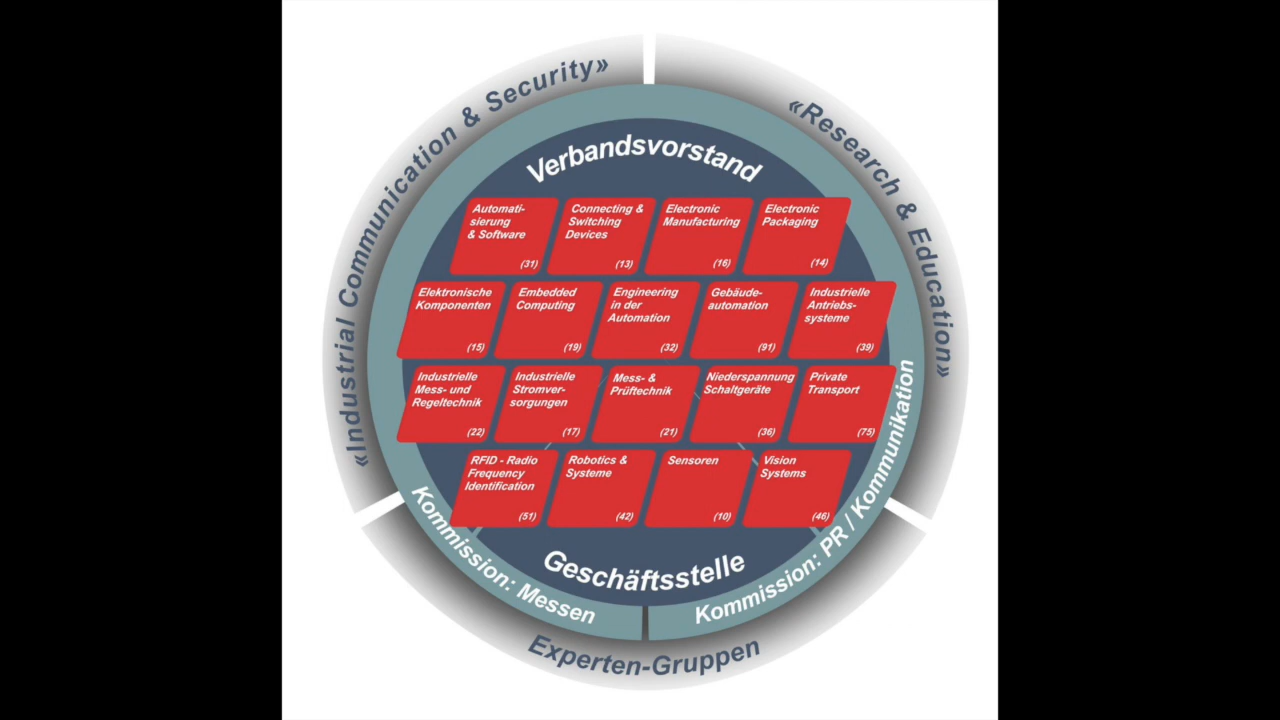 «Industrial Communication & Security»
«Research & Education»
Verbandsvorstand
Automati-
sierung
& Software
(31)
Connecting &
Switching
Devices
(13)
Electronic
Manufacturing
(16)
Electronic
Packaging
(14)
Elektronische
Komponenten
(15)
Embedded
Computing
(19)
Engineering
in der
Automation
(32)
Gebäude-
automation
(91)
Industrielle
Antriebs-
systeme
(39)
Industrielle
Mess- und
Regeltechnik
(22)
Industrielle
Stromver-
sorgungen
(17)
Mess- &
Prüftechnik
(21)
Niederspannung
Schaltgeräte
(36)
Private
Transport
(75)
RFID - Radio
Frequency
Identification
(51)
Robotics &
Systeme
(42)
Sensoren
(10)
Vision
Systems
(46)
Geschäftsstelle
Kommission: Messen
Kommission: PR / Kommunikation
Experten-Gruppen